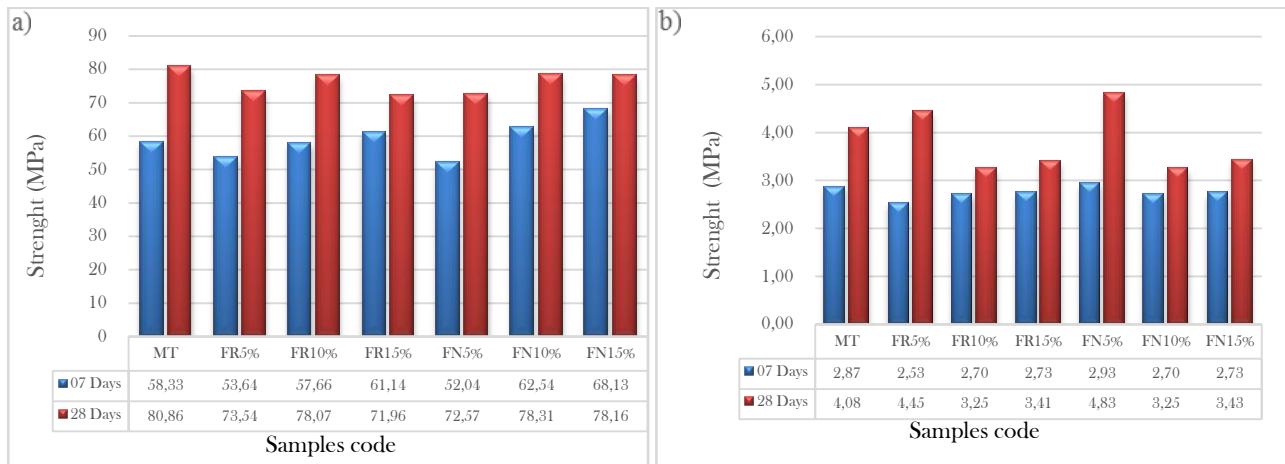 a)
Strenght (MPa)
90
80
70
60
50
40
30
20
10
0
MT FR5% FR10% FR15% FN5% FN10% FN15%
07 Days 58,33 53,64 57,66 61,14 52,04 62,54 68,13
28 Days 80,86 73,54 78,07 71,96 72,57 78,31 78,16
Samples code
b)
Strenght (MPa)
6,00
5,00
4,00
3,00
2,00
1,00
0,00
MT FR5% FR10% FR15% FN5% FN10% FN15%
07 Days 2,87 2,53 2,70 2,73 2,93 2,70 2,73
28 Days 4,08 4,45 3,25 3,41 4,83 3,25 3,43
Samples code